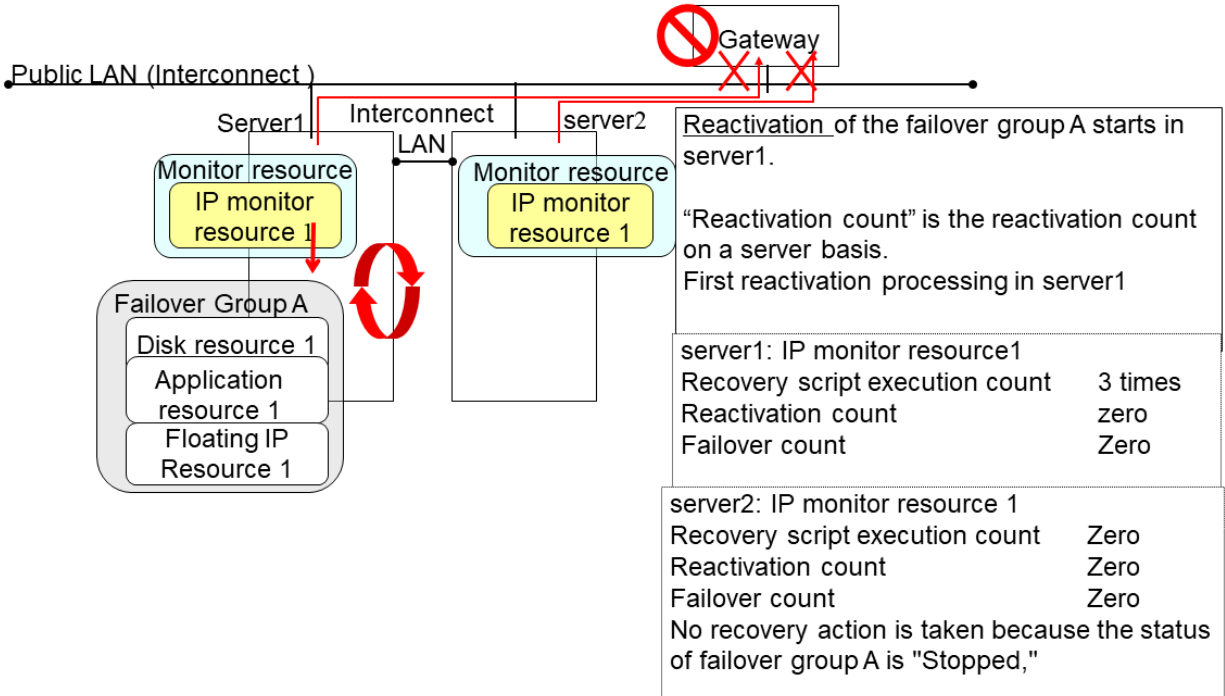 Gateway
Public LAN (Interconnect )
Server1
Interconnect
LAN
server2
Monitor resource
IP monitor
resource 1
Monitor resource
IP monitor
resource 1
Failover Group A
Disk resource 1
Application
resource 1
Floating IP
Resource 1
Reactivation of the failover group A starts in
server1.
“Reactivation count” is the reactivation count
on a server basis.
First reactivation processing in server1
server1: IP monitor resource1
Recovery script execution count 3 times
Reactivation count zero
Failover count Zero
server2: IP monitor resource 1
Recovery script execution count Zero
Reactivation count Zero
Failover count Zero
No recovery action is taken because the status
of failover group A is "Stopped,"